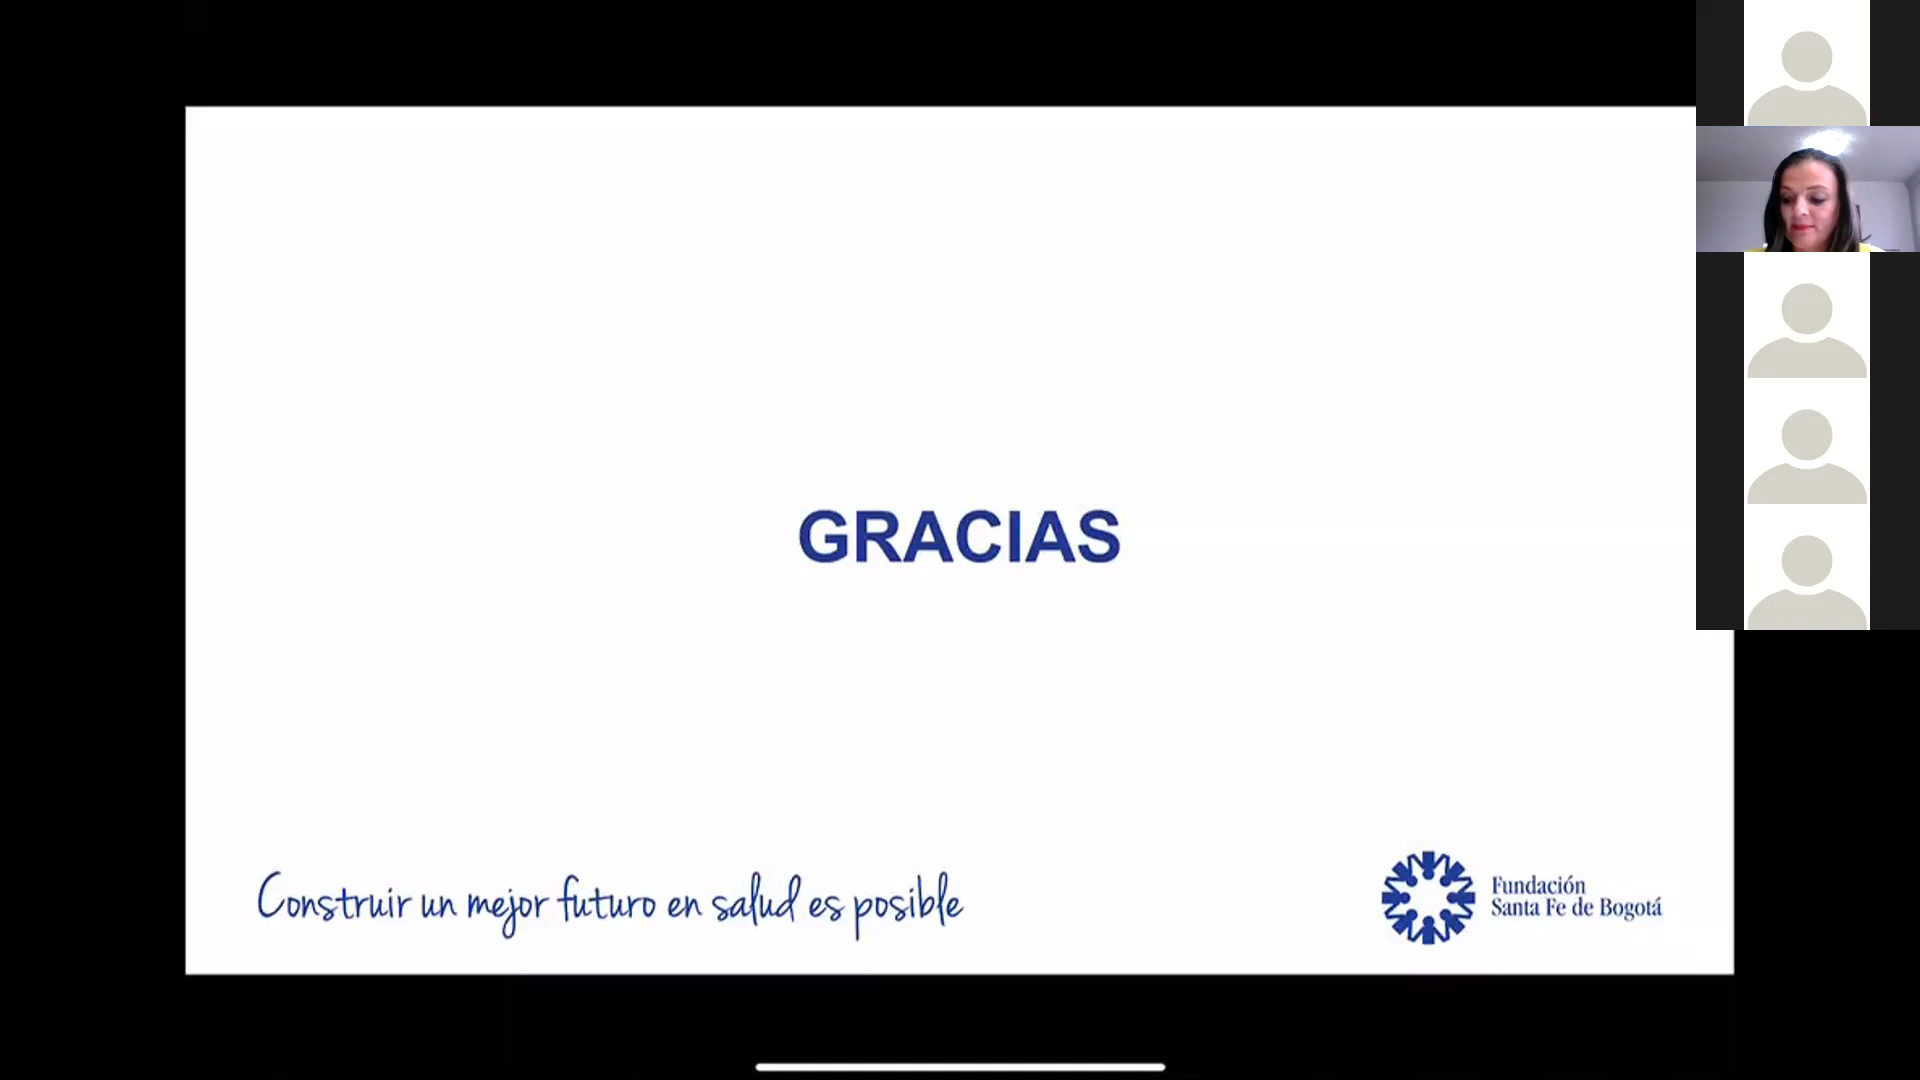 GRACIAS
Construir un mejor futuro en salud es posible
Fundación
Santa Fe de Bogotá